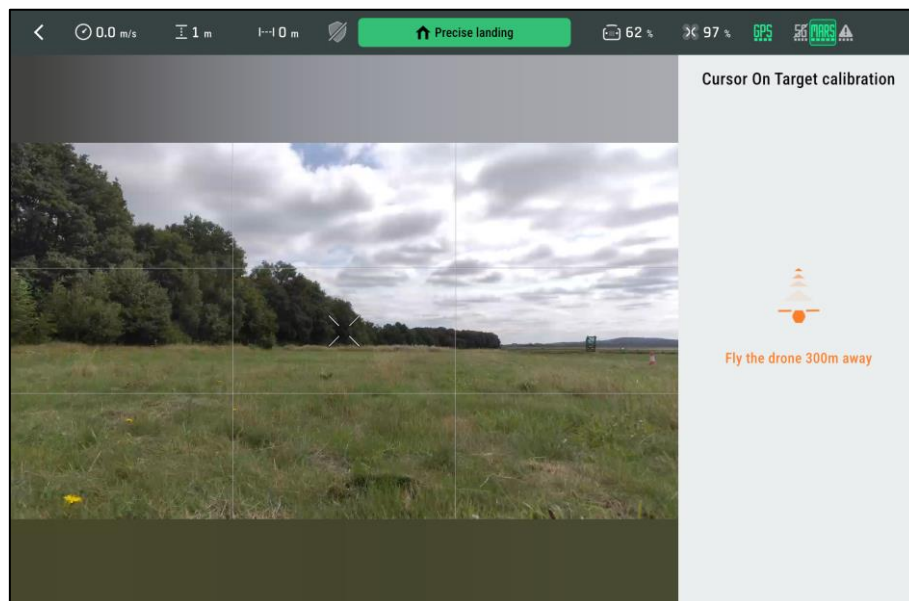 0.0 m/s 1 m 0 m Precise landing 62 % 97 % GPS 5G MARS
Cursor On Target calibration
Fly the drone 300m away